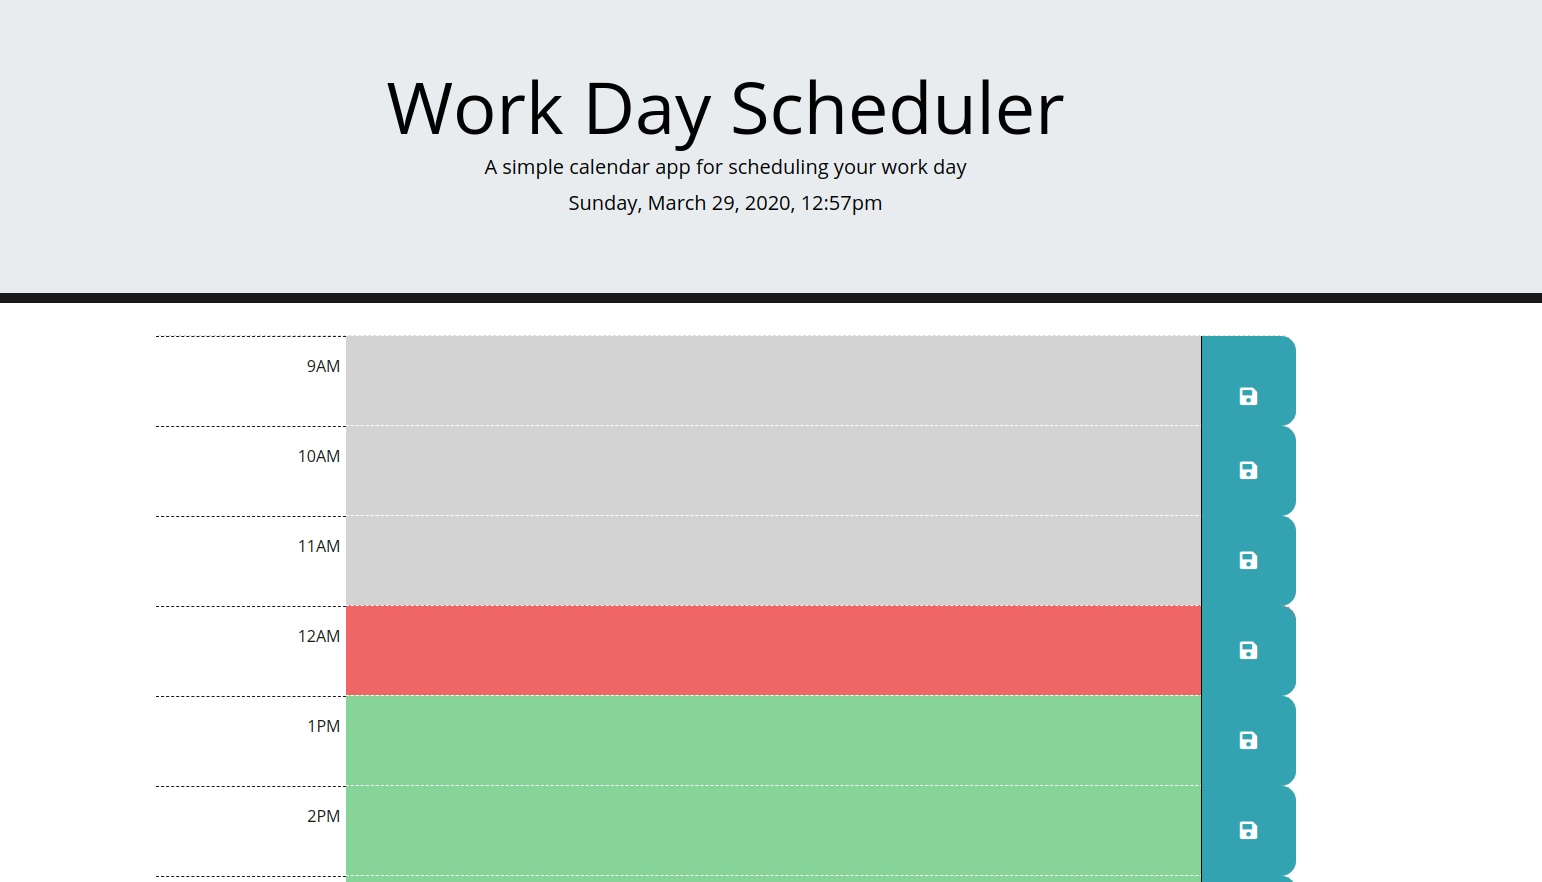 Work Day Scheduler
A simple calendar app for scheduling your work day
Sunday, March 29, 2020, 12:57pm
9AM
10AM
11AM
12AM
1PM
2PM